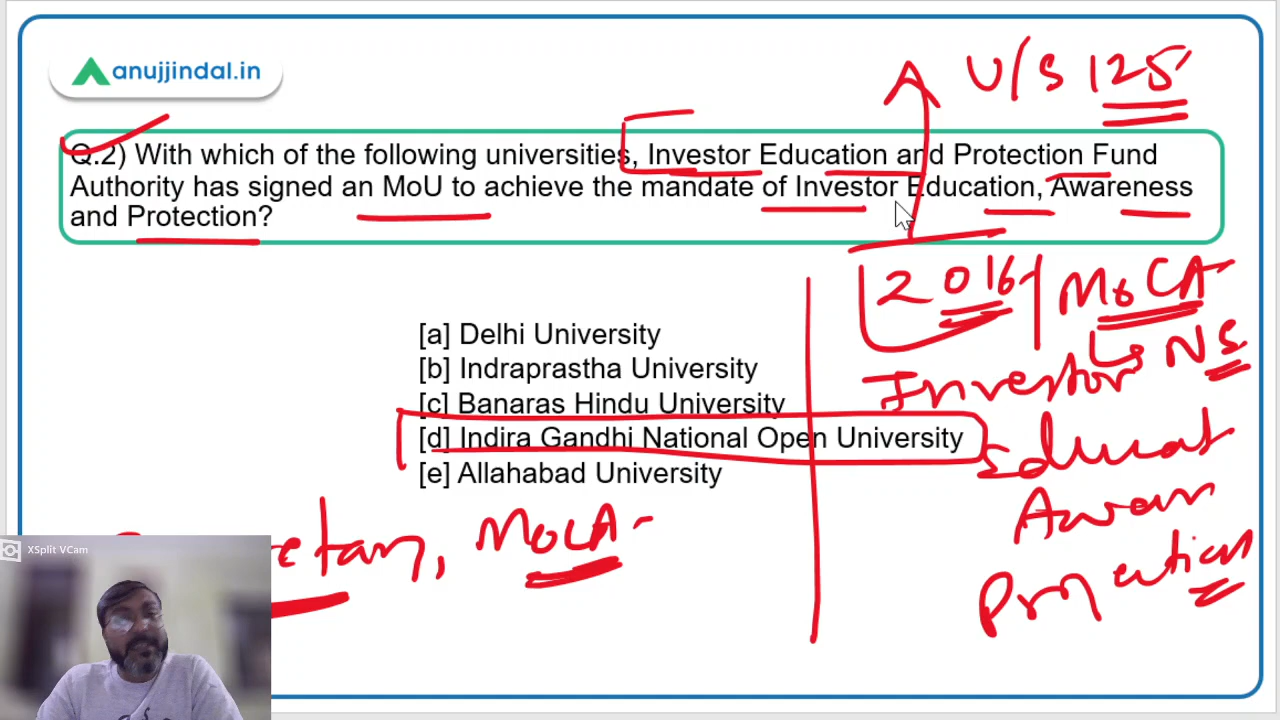 anujjindal.in
A U/S 125
Q.2) With which of the following universities, Investor Education and Protection Fund
Authority has signed an MoU to achieve the mandate of Investor Education, Awareness
and Protection?
2016 MoCA
NS
[a] Delhi University
[b] Indraprastha University
[c] Banaras Hindu University
[d] Indira Gandhi National Open University
[e] Allahabad University
Investor
Educat
MoCA
XSplit VCam